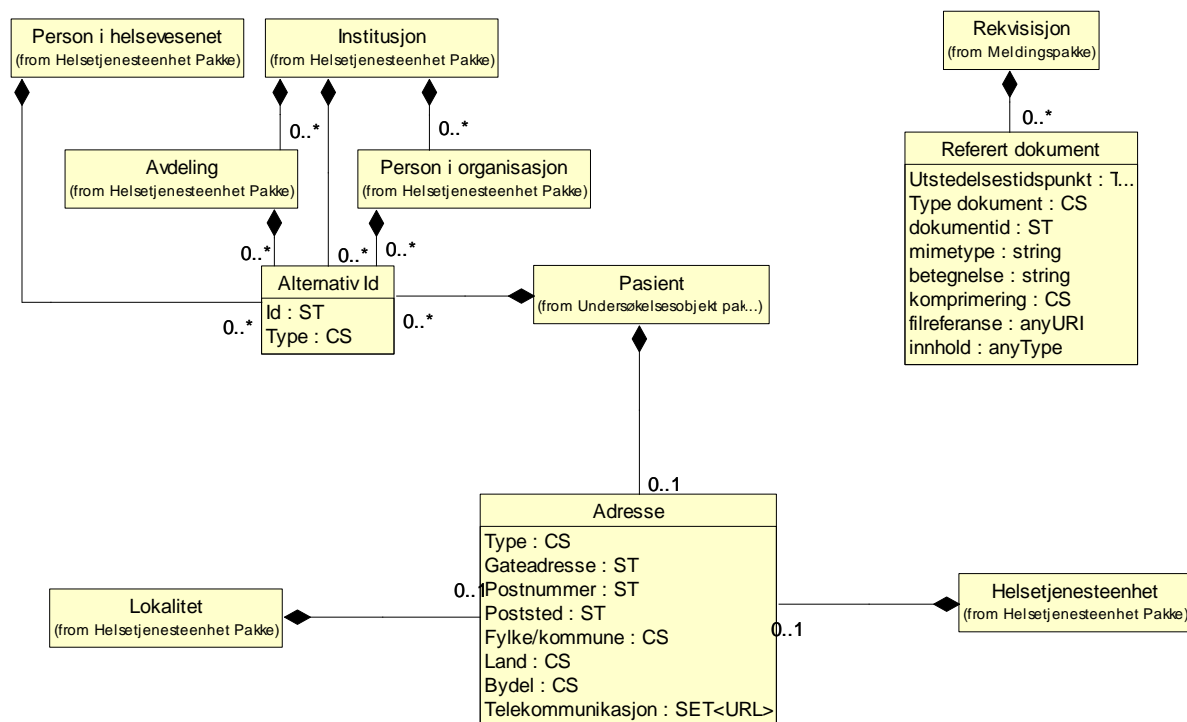 Person i helsevesenet
(from Helsetjenesteenhet Pakke)
Institusjon
(from Helsetjenesteenhet Pakke)
Rekvisisjon
(from Meldingspakke)
0..*
0..*
0..*
Avdeling
(from Helsetjenesteenhet Pakke)
Person i organisasjon
(from Helsetjenesteenhet Pakke)
Referert dokument
Utstedelsestidspunkt : T...
Type dokument : CS
dokumentid : ST
mimetype : string
betegnelse : string
komprimering : CS
filreferanse : anyURI
innhold : anyType
0..*
0..*
0..*
Alternativ Id
Id : ST
Type : CS
0..*
0..*
Pasient
(from Undersøkelsesobjekt pak...)
0..1
Adresse
Type : CS
Gateadresse : ST
Postnummer : ST
Poststed : ST
Fylke/kommune : CS
Land : CS
Bydel : CS
Telekommunikasjon : SET<URL>
0..1
Lokalitet
(from Helsetjenesteenhet Pakke)
0..1
Helsetjenesteenhet
(from Helsetjenesteenhet Pakke)